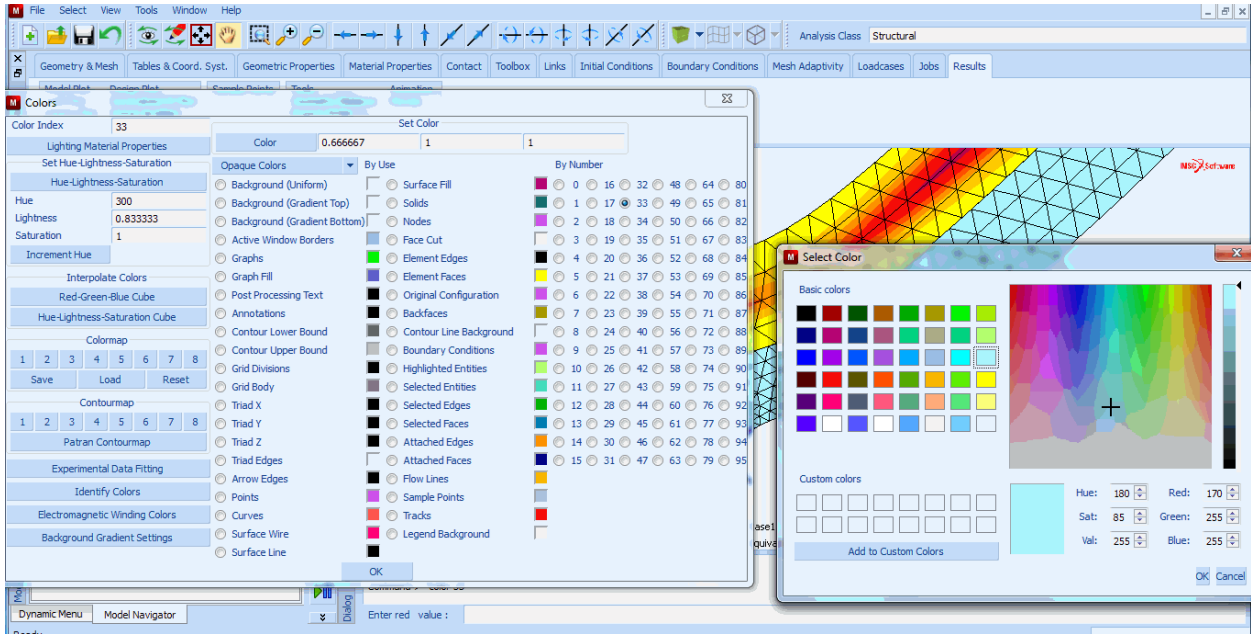 File Select View Tools Window Help
Analysis Class Structural
Geometry & Mesh Tables & Coord. Syst. Geometric Properties Material Properties Contact Toolbox Links Initial Conditions Boundary Conditions Mesh Adaptivity Loadcases Jobs Results
Model Plot Design Plot Sample Points Tools Animation
Colors
Color Index 33
Lighting Material Properties
Set Hue-Lightness-Saturation
Hue-Lightness-Saturation
Hue 300
Lightness 0.833333
Saturation 1
Increment Hue
Interpolate Colors
Red-Green-Blue Cube
Hue-Lightness-Saturation Cube
Colormap
1 2 3 4 5 6 7 8
Save Load Reset
Contourmap
1 2 3 4 5 6 7 8
Patran Contourmap
Experimental Data Fitting
Identify Colors
Electromagnetic Winding Colors
Background Gradient Settings
Set Color
Color 0.666667 1 1
Opaque Colors By Use By Number
Background (Uniform) Surface Fill 0 16 32 48 64 80
Background (Gradient Top) Solids 1 17 33 49 65 81
Background (Gradient Bottom) Nodes 2 18 34 50 66 82
Active Window Borders Face Cut 3 19 35 51 67 83
Graphs Element Edges 4 20 36 52 68 84
Graph Fill Element Faces 5 21 37 53 69 85
Post Processing Text Original Configuration 6 22 38 54 70 86
Annotations Backfaces 7 23 39 55 71 87
Contour Lower Bound Contour Line Background 8 24 40 56 72 88
Contour Upper Bound Boundary Conditions 9 25 41 57 73 89
Grid Divisions Highlighted Entities 10 26 42 58 74 90
Grid Body Selected Entities 11 27 43 59 75 91
Triad X Selected Edges 12 28 44 60 76 92
Triad Y Selected Faces 13 29 45 61 77 93
Triad Z Attached Edges 14 30 46 62 78 94
Triad Edges Attached Faces 15 31 47 63 79 95
Arrow Edges Flow Lines
Points Sample Points
Curves Tracks
Surface Wire Legend Background
Surface Line
OK
MSC Software
Select Color
Basic colors
Custom colors
Add to Custom Colors
Hue: 180 Red: 170
Sat: 85 Green: 255
Val: 255 Blue: 255
OK Cancel
Dynamic Menu Model Navigator
Dialog
Command > color 33
Enter red value :
Ready